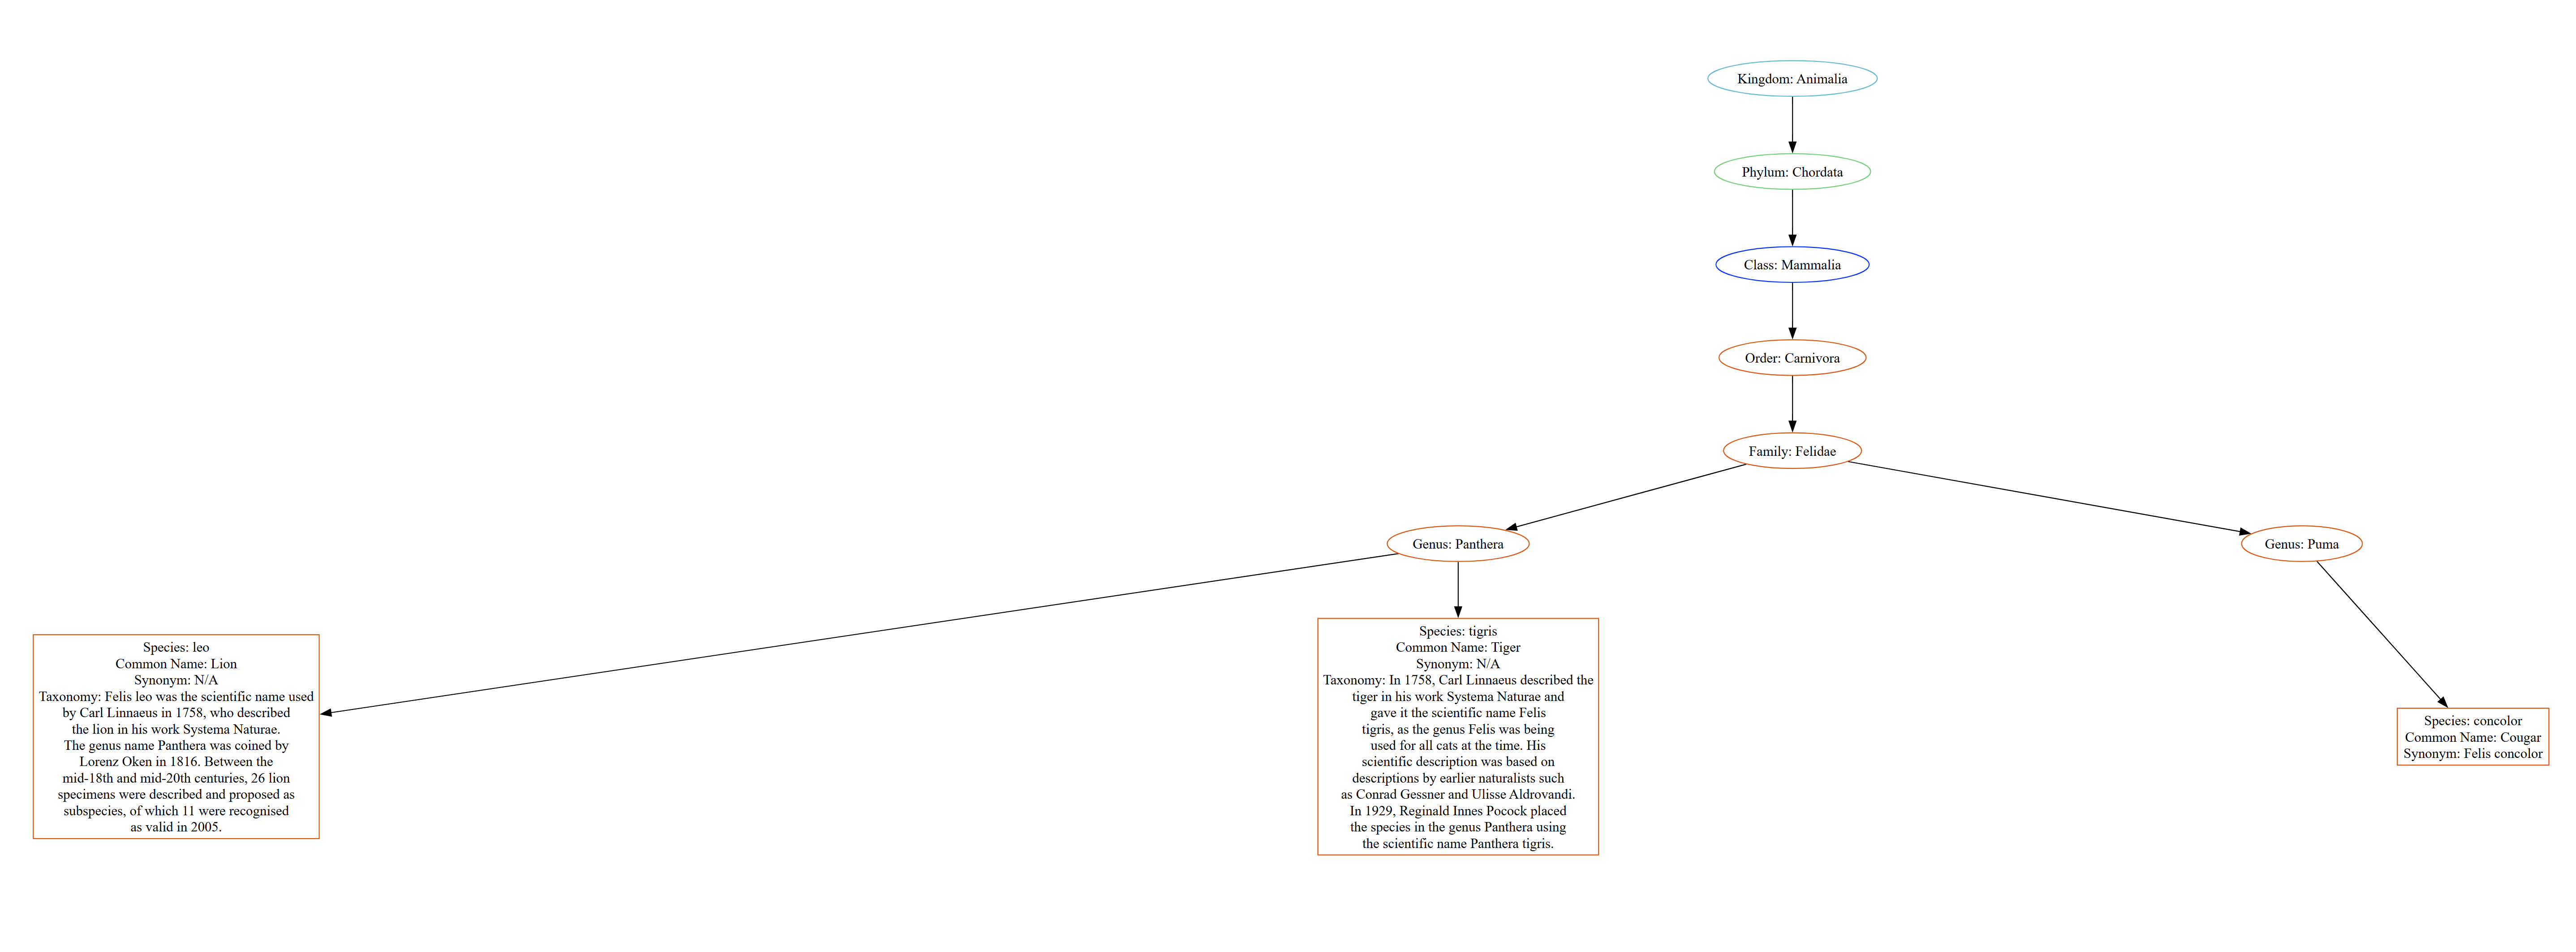 Kingdom: Animalia
Phylum: Chordata
Class: Mammalia
Order: Carnivora
Family: Felidae
Genus: Panthera
Genus: Puma
Species: leo
Common Name: Lion
Synonym: N/A
Taxonomy: Felis leo was the scientific name used
by Carl Linnaeus in 1758, who described
the lion in his work Systema Naturae.
The genus name Panthera was coined by
Lorenz Oken in 1816. Between the
mid-18th and mid-20th centuries, 26 lion
specimens were described and proposed as
subspecies, of which 11 were recognised
as valid in 2005.
Species: tigris
Common Name: Tiger
Synonym: N/A
Taxonomy: In 1758, Carl Linnaeus described the
tiger in his work Systema Naturae and
gave it the scientific name Felis
tigris, as the genus Felis was being
used for all cats at the time. His
scientific description was based on
descriptions by earlier naturalists such
as Conrad Gessner and Ulisse Aldrovandi.
In 1929, Reginald Innes Pocock placed
the species in the genus Panthera using
the scientific name Panthera tigris.
Species: concolor
Common Name: Cougar
Synonym: Felis concolor